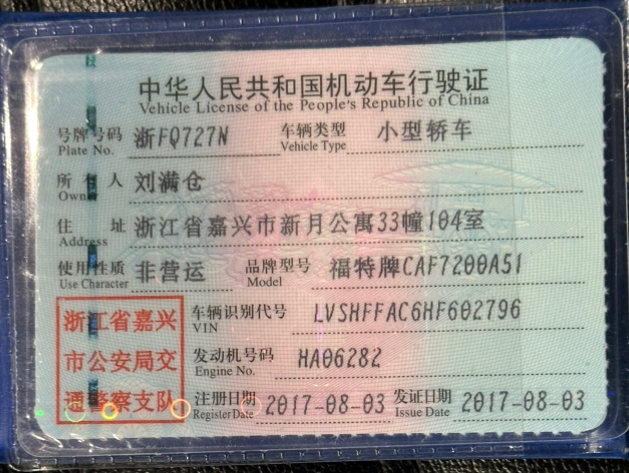 中华人民共和国机动车行驶证
Vehicle License of the People's Republic of China
号牌号码 浙FQ727N 车辆类型 小型轿车
Plate No. Vehicle Type
所有人 刘满仓
Owner
住址 浙江省嘉兴市新月公寓33幢104室
Address
使用性质 非营运 品牌型号 福特牌CAF7200A51
Use Character Model
浙江省嘉兴
市公安局交
通警察支队
车辆识别代号 LVSHFFAC6HF602796
VIN
发动机号码 HA06282
Engine No.
注册日期 2017-08-03 发证日期 2017-08-03
Register Date Issue Date